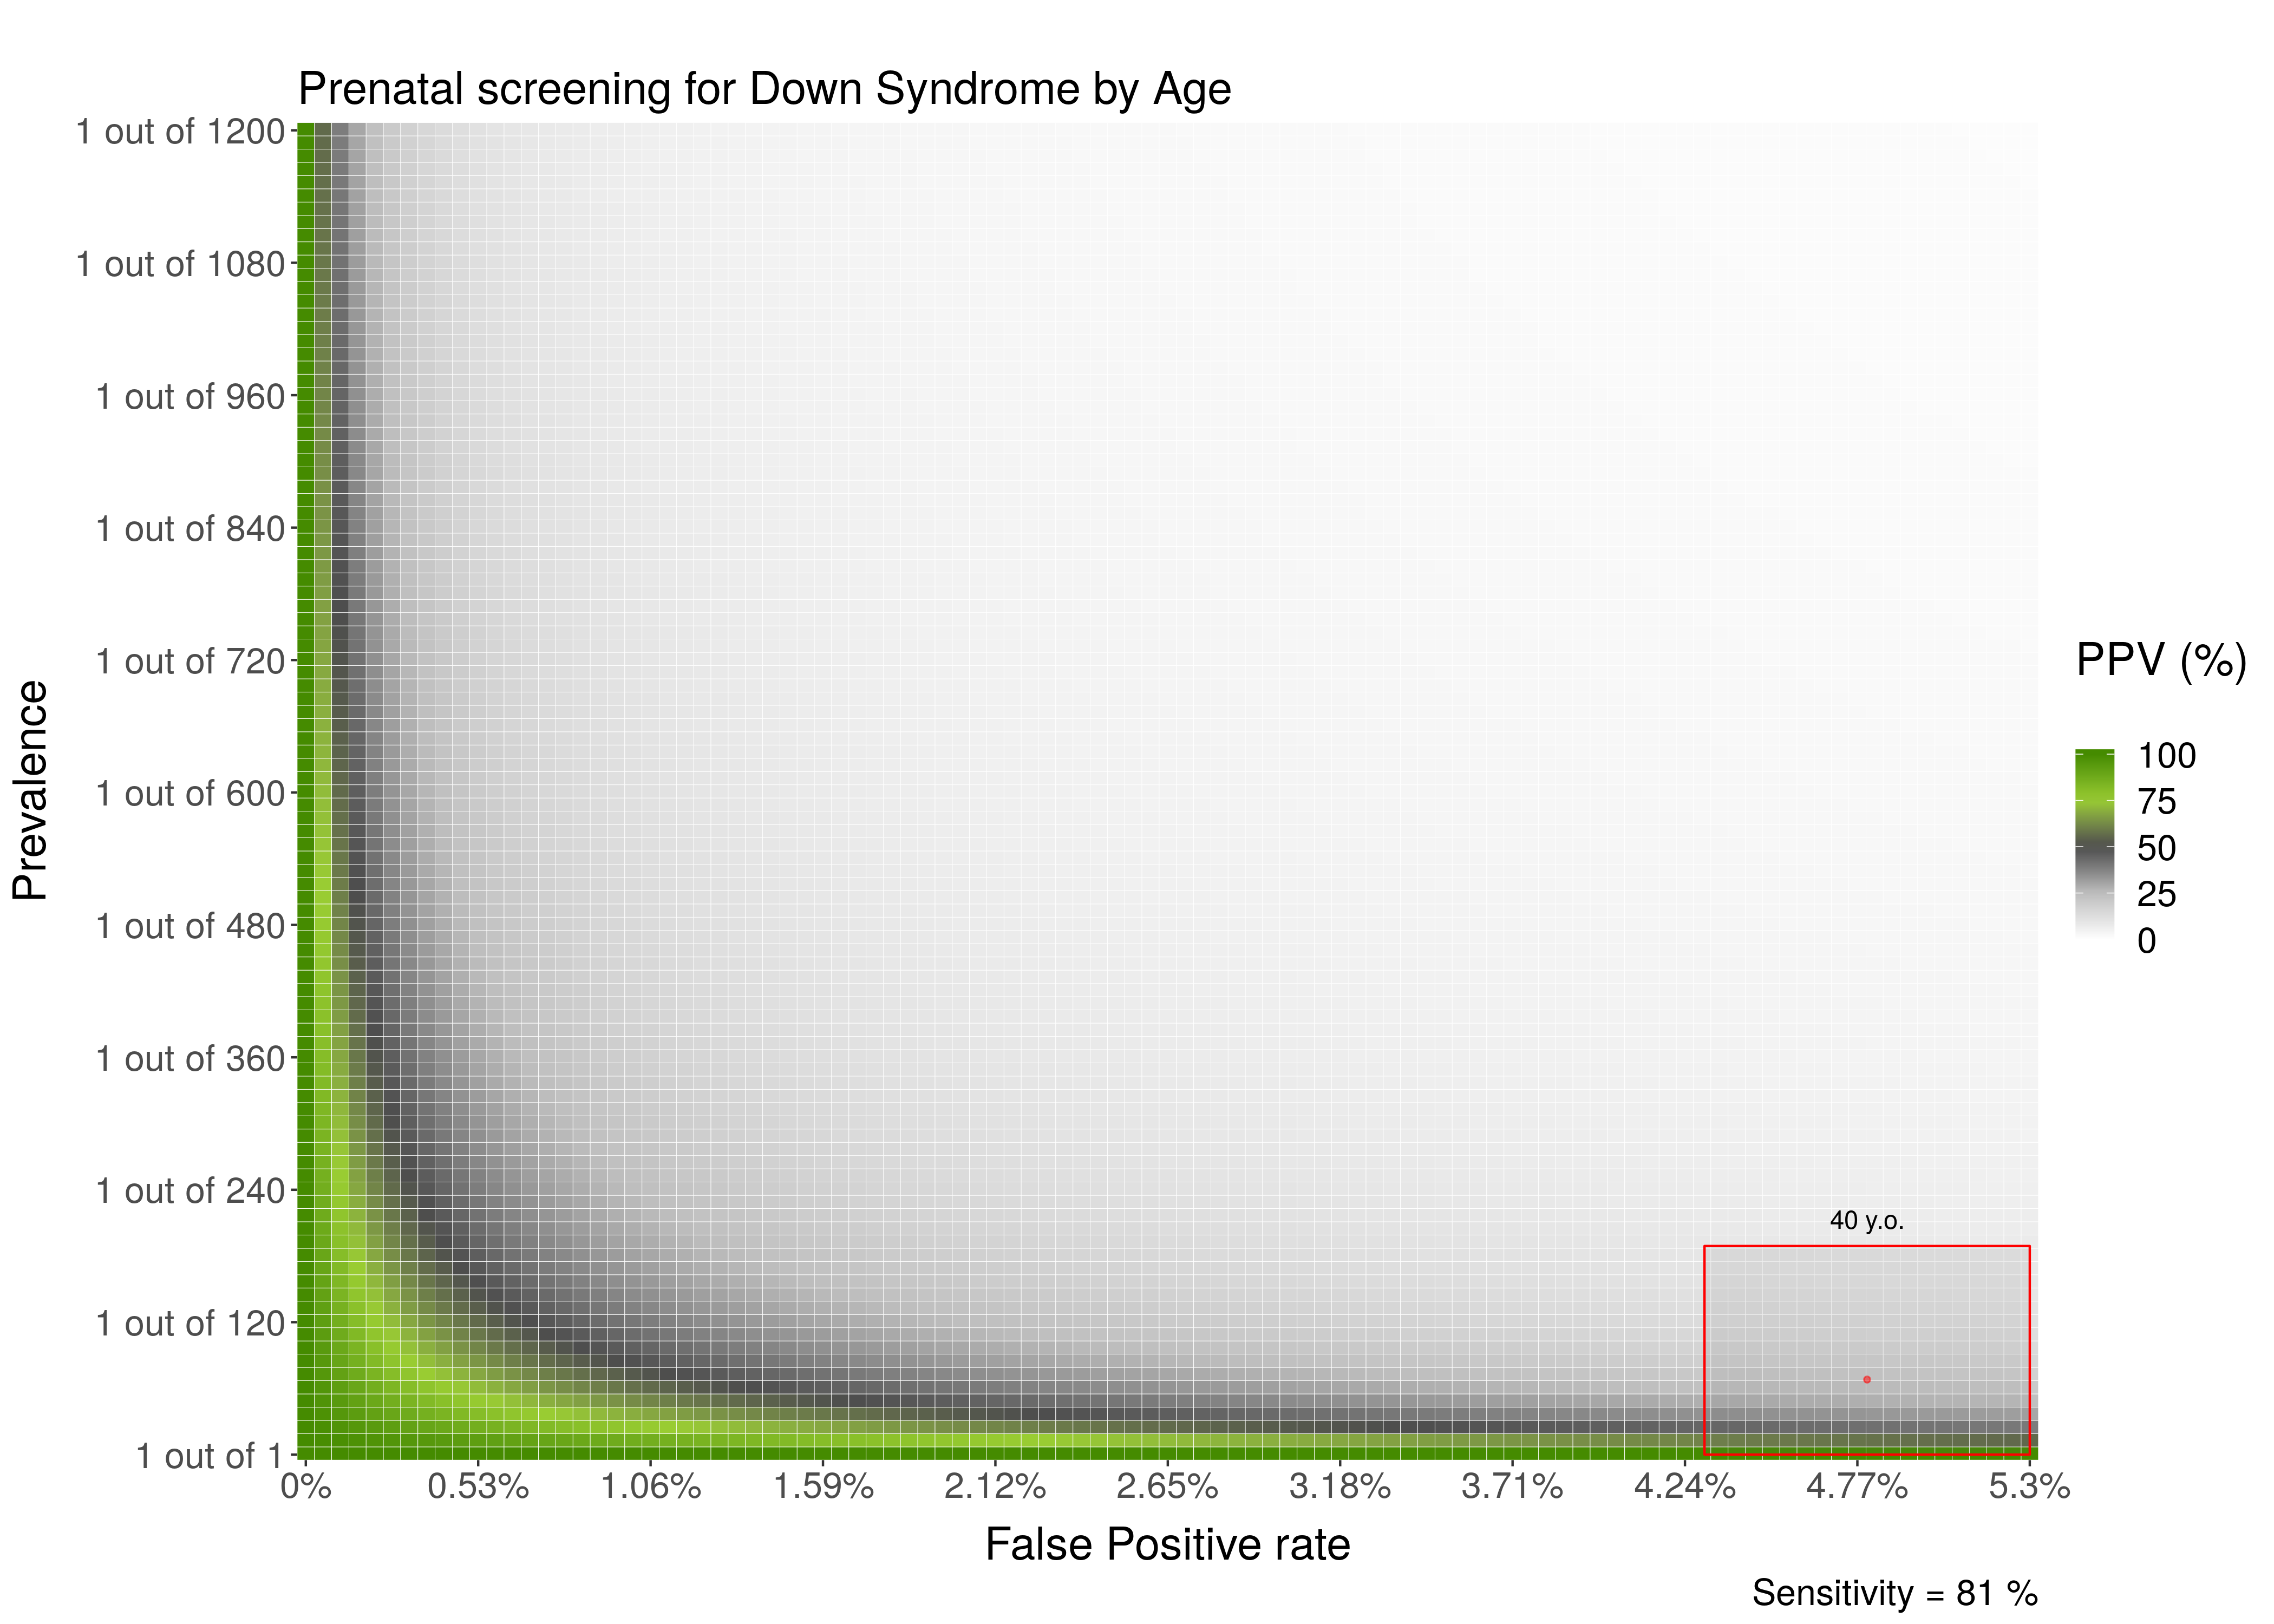 Prenatal screening for Down Syndrome by Age
1 out of 1200
1 out of 1080
1 out of 960
1 out of 840
1 out of 720
1 out of 600
1 out of 480
1 out of 360
1 out of 240
1 out of 120
1 out of 1
Prevalence
40 y.o.
0% 0.53% 1.06% 1.59% 2.12% 2.65% 3.18% 3.71% 4.24% 4.77% 5.3%
False Positive rate
Sensitivity = 81 %
PPV (%)
100
75
50
25
0